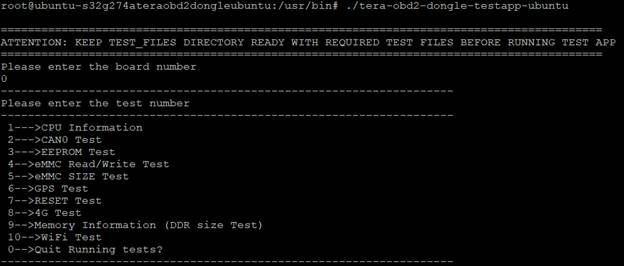 root@ubuntu-s32g274ateraobd2dongleubuntu:/usr/bin# ./tera-obd2-dongle-testapp-ubuntu
==========================================================================================
ATTENTION: KEEP TEST_FILES DIRECTORY READY WITH REQUIRED TEST FILES BEFORE RUNNING TEST APP
==========================================================================================
Please enter the board number
0
--------------------------------------------------------------------
Please enter the test number
--------------------------------------------------------------------
1--->CPU Information
2--->CAN0 Test
3--->EEPROM Test
4-->eMMC Read/Write Test
5-->eMMC SIZE Test
6-->GPS Test
7-->RESET Test
8-->4G Test
9-->Memory Information (DDR size Test)
10-->WiFi Test
0-->Quit Running tests?
--------------------------------------------------------------------